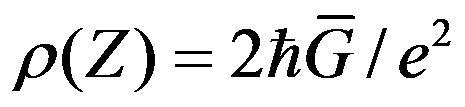 ρ(Z) = 2ħG̅ / e²